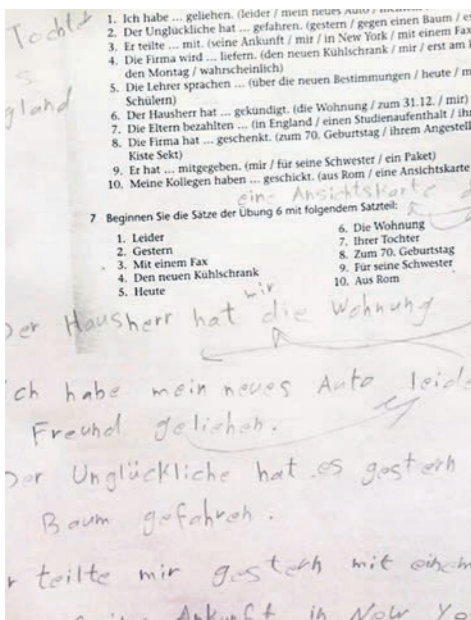 Tochter
s
gland
1. Ich habe ... geliehen. (leider / mein neues Auto /
2. Der Unglückliche hat ... gefahren. (gestern / gegen einen Baum / e
3. Er teilte ... mit. (seine Ankunft / mir / in New York / mit einem Fax
4. Die Firma wird ... liefern. (den neuen Kühlschrank / mir / erst am
den Montag / wahrscheinlich)
5. Die Lehrer sprachen ... (über die neuen Bestimmungen / heute / m
Schülern)
6. Der Hausherr hat ... gekündigt. (die Wohnung / zum 31.12. / mir)
7. Die Eltern bezahlten ... (in England / einen Studienaufenthalt / ihr
8. Die Firma hat ... geschenkt. (zum 70. Geburtstag / ihrem Angestell
Kiste Sekt)
9. Er hat ... mitgegeben. (mir / für seine Schwester / ein Paket)
10. Meine Kollegen haben ... geschickt. (aus Rom / eine Ansichtskarte
eine Ansichtskarte
7 Beginnen Sie die Sätze der Übung 6 mit folgendem Satzteil:
1. Leider
2. Gestern
3. Mit einem Fax
4. Den neuen Kühlschrank
5. Heute
6. Die Wohnung
7. Ihrer Tochter
8. Zum 70. Geburtstag
9. Für seine Schwester
10. Aus Rom
mir
Der Hausherr hat die Wohnung
ch habe mein neues Auto leide
Freund geliehen.
Der Unglückliche hat es gestern
Baum gefahren.
r teilte mir gestern mit einem
Ankunft in New Yo